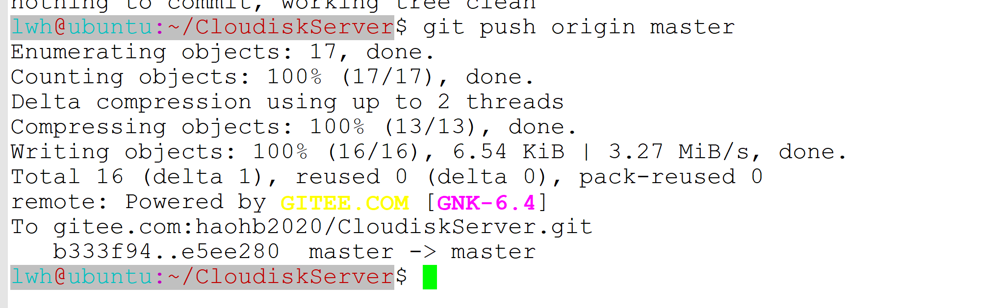 nothing to commit, working tree clean
lwh@ubuntu:~/CloudiskServer$ git push origin master
Enumerating objects: 17, done.
Counting objects: 100% (17/17), done.
Delta compression using up to 2 threads
Compressing objects: 100% (13/13), done.
Writing objects: 100% (16/16), 6.54 KiB | 3.27 MiB/s, done.
Total 16 (delta 1), reused 0 (delta 0), pack-reused 0
remote: Powered by GITEE.COM [GNK-6.4]
To gitee.com:haohb2020/CloudiskServer.git
   b333f94..e5ee280  master -> master
lwh@ubuntu:~/CloudiskServer$